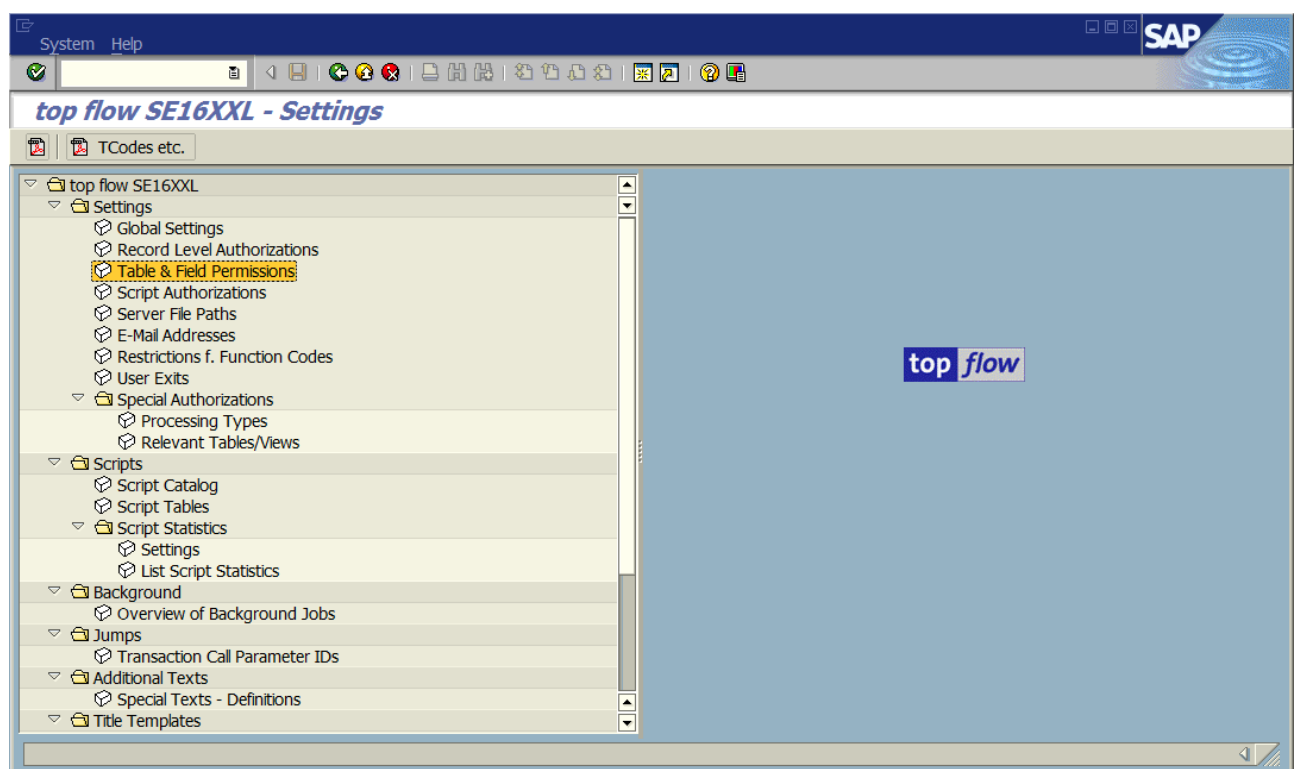 System Help
SAP
top flow SE16XXL - Settings
TCodes etc.
top flow SE16XXL
Settings
Global Settings
Record Level Authorizations
Table & Field Permissions
Script Authorizations
Server File Paths
E-Mail Addresses
Restrictions f. Function Codes
User Exits
Special Authorizations
Processing Types
Relevant Tables/Views
Scripts
Script Catalog
Script Tables
Script Statistics
Settings
List Script Statistics
Background
Overview of Background Jobs
Jumps
Transaction Call Parameter IDs
Additional Texts
Special Texts - Definitions
Title Templates
top flow